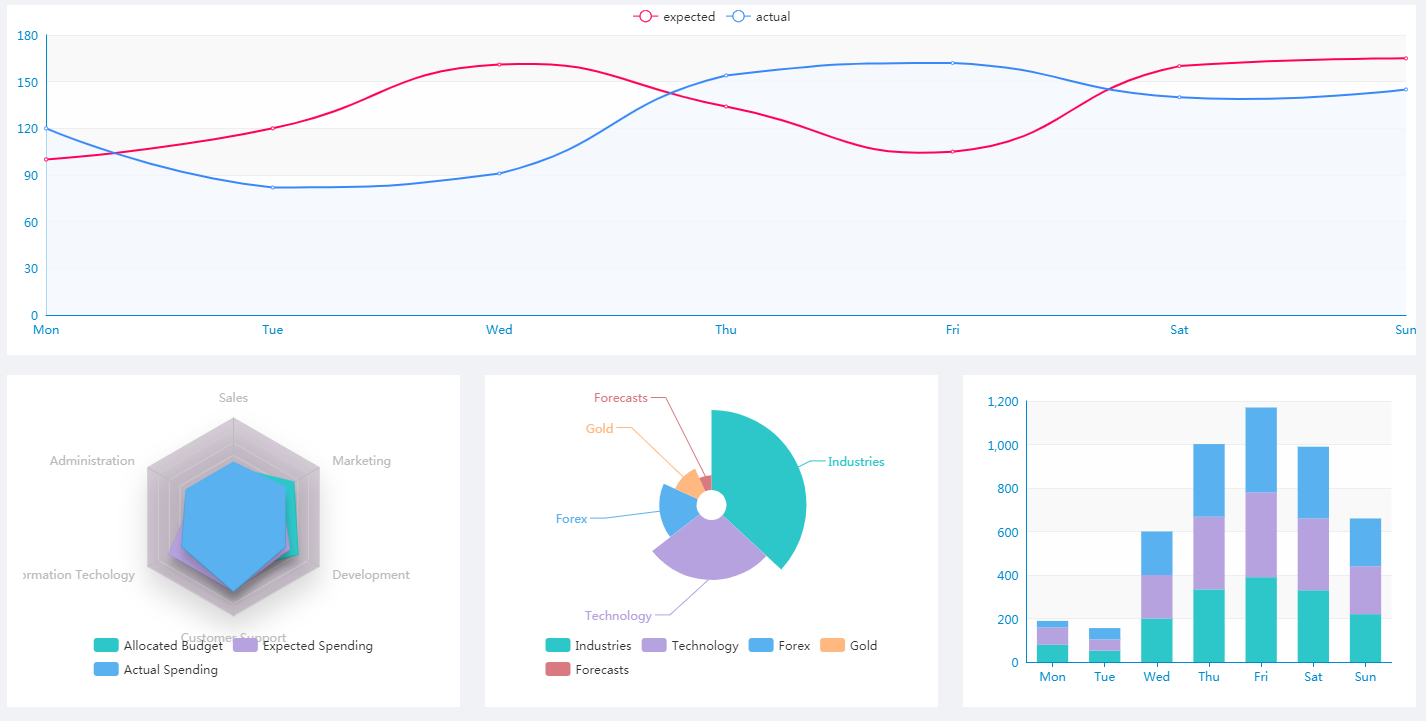 expected actual
180
150
120
90
60
30
0
Mon Tue Wed Thu Fri Sat Sun
Sales
Administration Marketing
ormation Techology Development
Customer Support
Allocated Budget Expected Spending
Actual Spending
Forecasts
Gold
Industries
Forex
Technology
Industries Technology Forex Gold
Forecasts
1,200
1,000
800
600
400
200
0
Mon Tue Wed Thu Fri Sat Sun